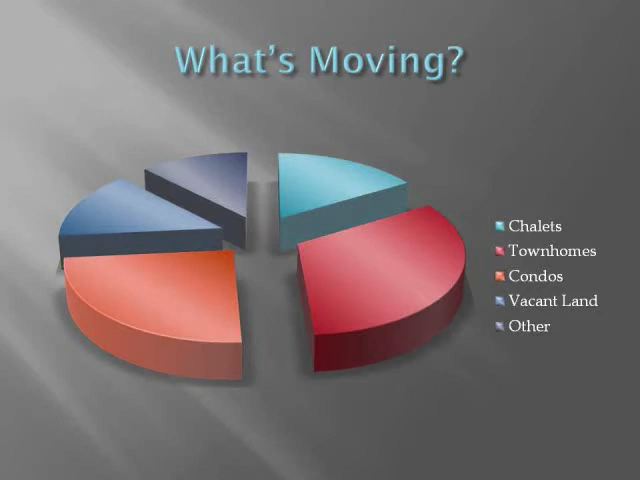 What's Moving?
Chalets
Townhomes
Condos
Vacant Land
Other